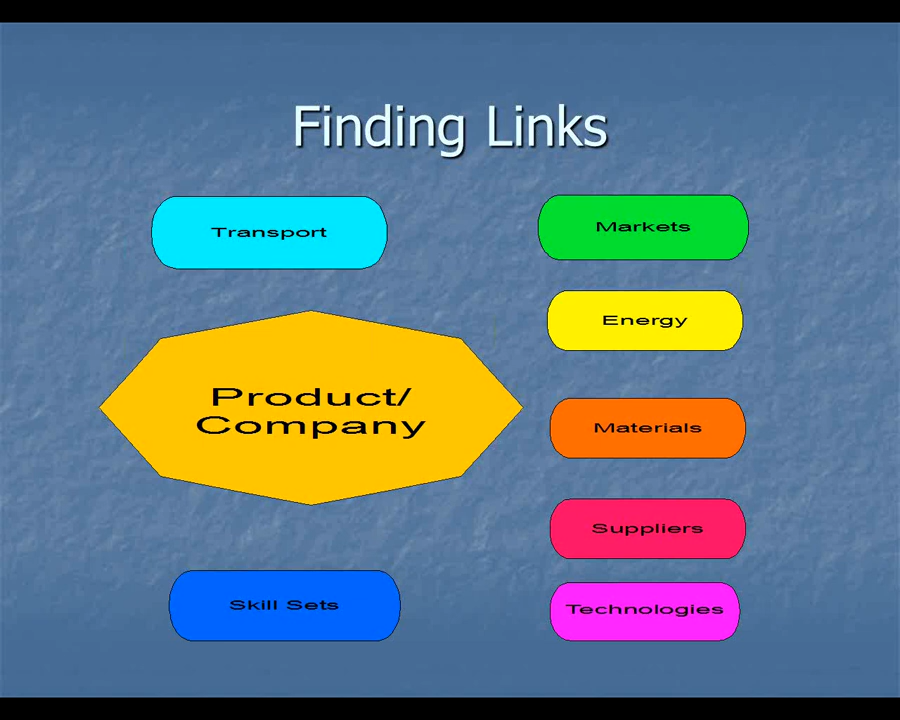 Finding Links
Transport
Markets
Energy
Product/
Company
Materials
Suppliers
Skill Sets
Technologies